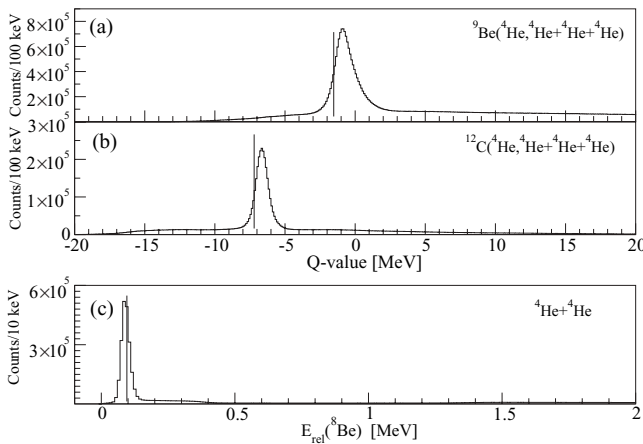 (a)
⁹Be(⁴He,⁴He+⁴He+⁴He)
Counts/100 keV
8×10⁵
6×10⁵
4×10⁵
2×10⁵
3×10⁵
(b)
¹²C(⁴He,⁴He+⁴He+⁴He)
Counts/100 keV
2×10⁵
1×10⁵
0
-20 -15 -10 -5 0 5 10 15 20
Q-value [MeV]
6×10⁵
(c)
⁴He+⁴He
Counts/10 keV
3×10⁵
0 0.5 1 1.5 2
E_rel(⁸Be) [MeV]